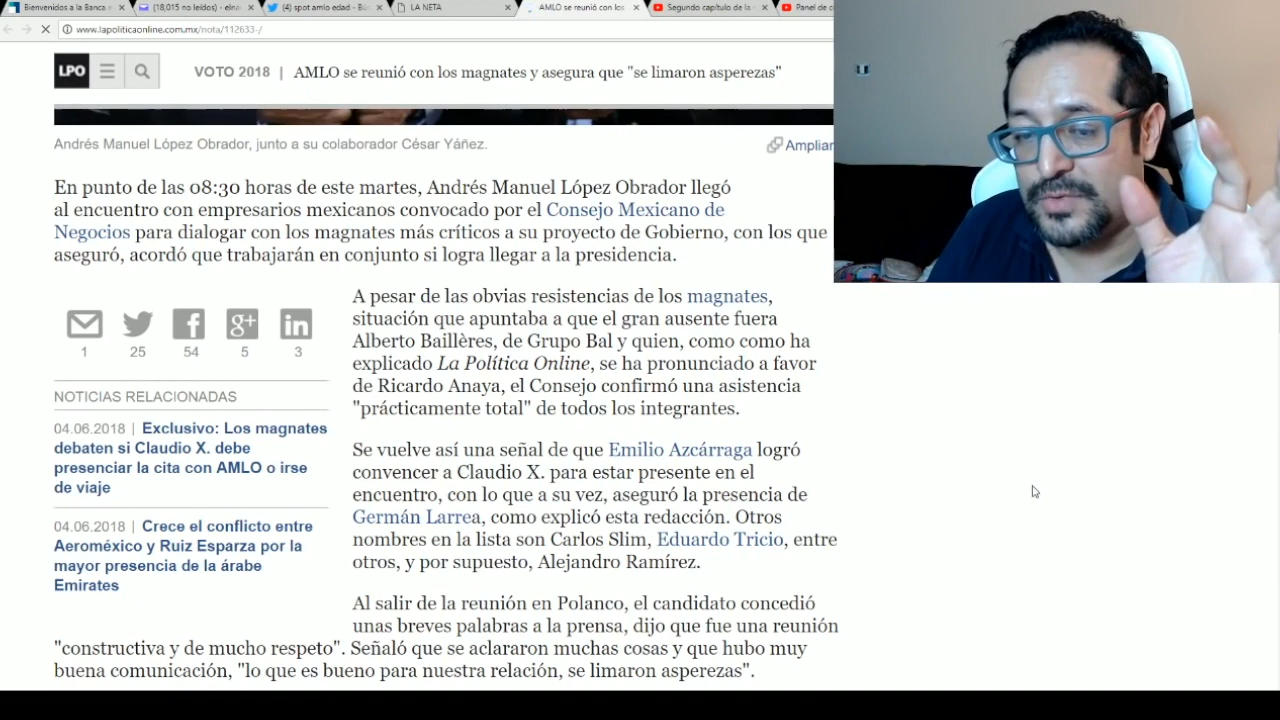 Bienvenidos a la Banca e
(18,015 no leídos) - elna
(4) spot amlo edad - Bú
LA NETA
AMLO se reunió con los
Segundo capítulo de la
Panel de c
www.lapoliticaonline.com.mx/nota/112633-/
LPO
VOTO 2018 | AMLO se reunió con los magnates y asegura que "se limaron asperezas"
Andrés Manuel López Obrador, junto a su colaborador César Yáñez.
Ampliar
En punto de las 08:30 horas de este martes, Andrés Manuel López Obrador llegó
al encuentro con empresarios mexicanos convocado por el Consejo Mexicano de
Negocios para dialogar con los magnates más críticos a su proyecto de Gobierno, con los que
aseguró, acordó que trabajarán en conjunto si logra llegar a la presidencia.
1 25 54 5 3
NOTICIAS RELACIONADAS
04.06.2018 | Exclusivo: Los magnates
debaten si Claudio X. debe
presenciar la cita con AMLO o irse
de viaje
04.06.2018 | Crece el conflicto entre
Aeroméxico y Ruiz Esparza por la
mayor presencia de la árabe
Emirates
A pesar de las obvias resistencias de los magnates,
situación que apuntaba a que el gran ausente fuera
Alberto Baillères, de Grupo Bal y quien, como como ha
explicado La Política Online, se ha pronunciado a favor
de Ricardo Anaya, el Consejo confirmó una asistencia
"prácticamente total" de todos los integrantes.
Se vuelve así una señal de que Emilio Azcárraga logró
convencer a Claudio X. para estar presente en el
encuentro, con lo que a su vez, aseguró la presencia de
Germán Larrea, como explicó esta redacción. Otros
nombres en la lista son Carlos Slim, Eduardo Tricio, entre
otros, y por supuesto, Alejandro Ramírez.
Al salir de la reunión en Polanco, el candidato concedió
unas breves palabras a la prensa, dijo que fue una reunión
"constructiva y de mucho respeto". Señaló que se aclararon muchas cosas y que hubo muy
buena comunicación, "lo que es bueno para nuestra relación, se limaron asperezas".